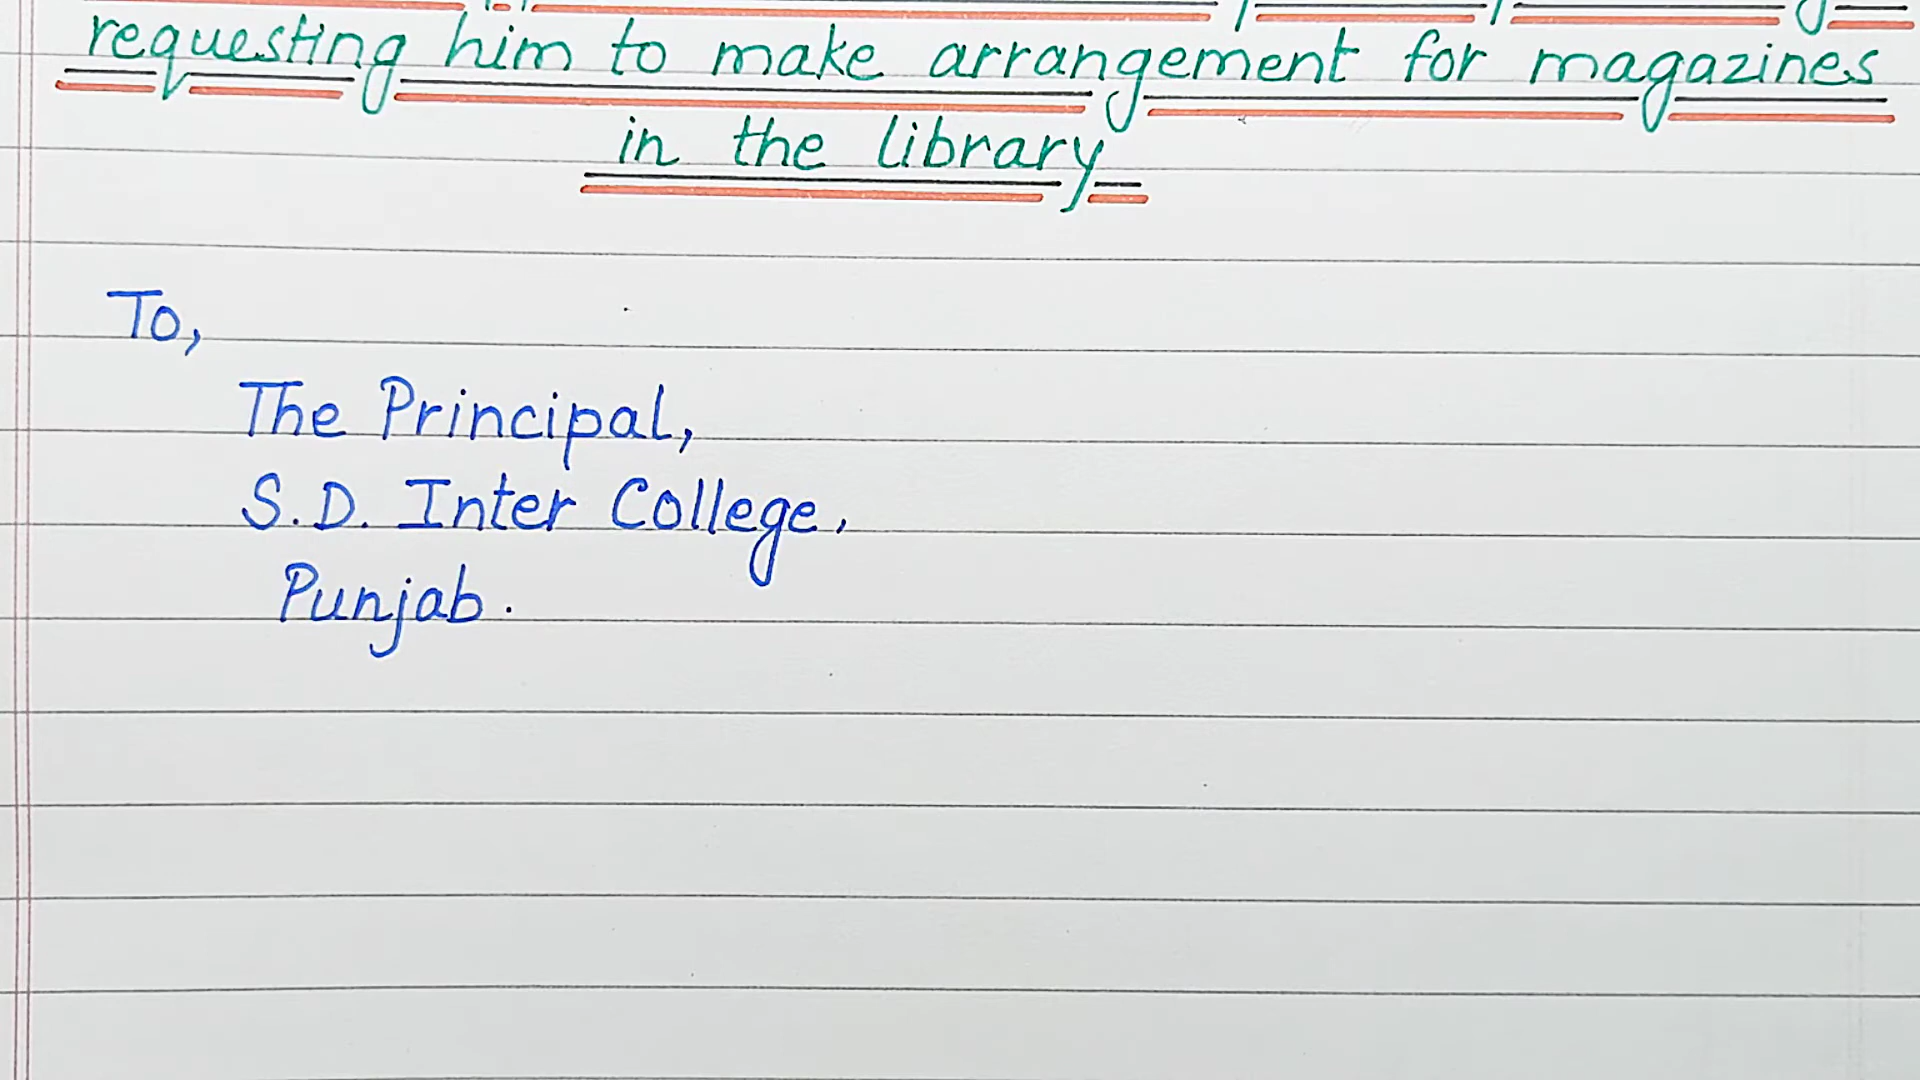 requesting him to make arrangement for magazines
in the library
To,
The Principal,
S.D. Inter College,
Punjab.